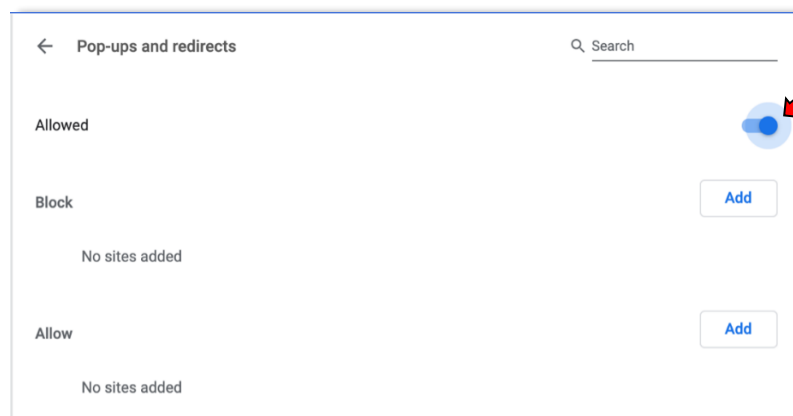 Pop-ups and redirects
Search
Allowed
Block
Add
No sites added
Allow
Add
No sites added